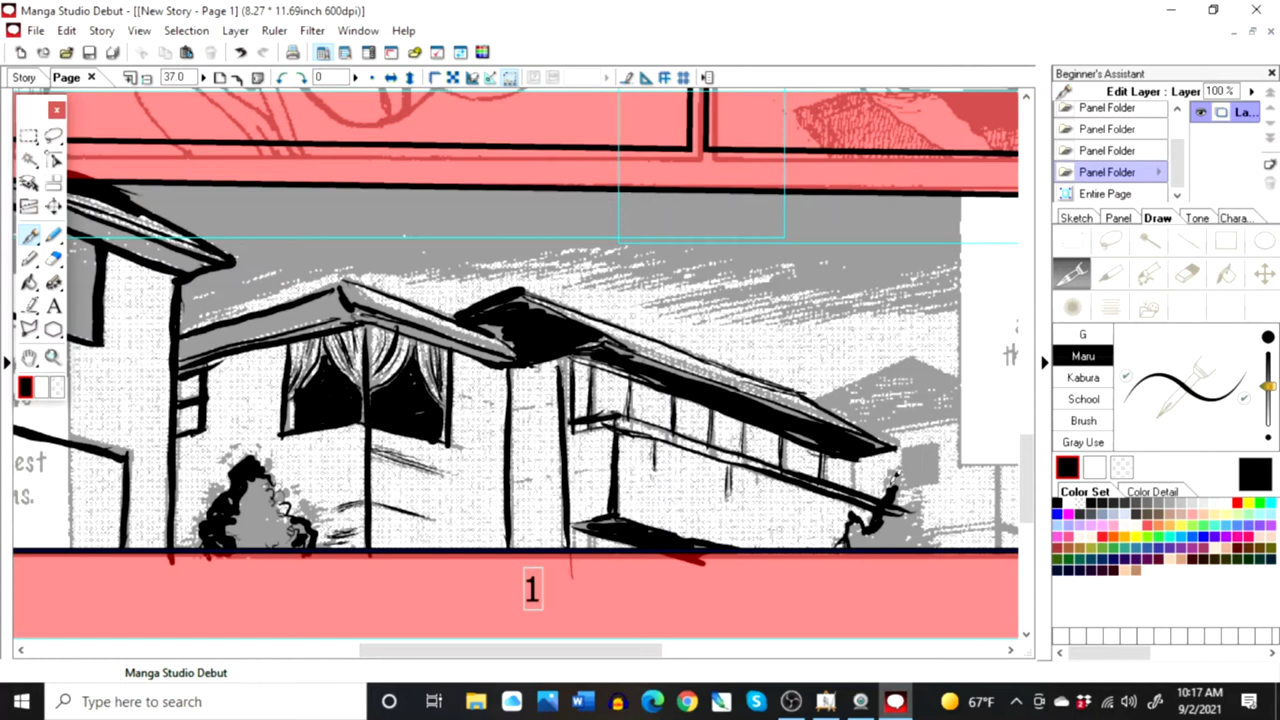 Manga Studio Debut - [[New Story - Page 1] (8.27 * 11.69inch 600dpi)]
File Edit Story View Selection Layer Ruler Filter Window Help
Story Page 37.0 0
Beginner's Assistant
Edit Layer : Layer 100 %
Panel Folder La...
Panel Folder
Panel Folder
Panel Folder
Entire Page
Sketch Panel Draw Tone Chara...
G
Maru
Kabura
School
Brush
Gray Use
Color Set Color Detail
est
ns.
1
Manga Studio Debut
Type here to search
67°F
10:17 AM
9/2/2021